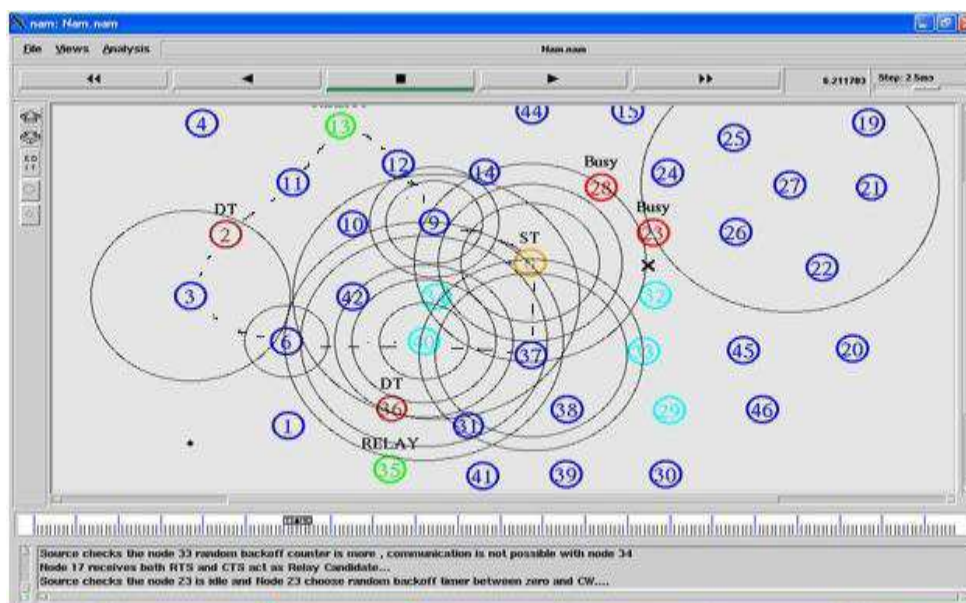 nam: Nam.nam
File Views Analysis
Nam.nam
6.211703 Step: 2.5ms
4
13
44
15
19
25
12
14
24
11
28
Busy
27
21
DT
2
10
9
ST
Busy
23
26
22
3
42
32
6
37
33
45
20
DT
36
38
29
46
1
31
RELAY
35
41
39
30
Source checks the node 33 random backoff counter is more , communication is not possible with node 34
Node 17 receives both RTS and CTS act as Relay Candidate...
Source checks the node 23 is idle and Node 23 choose random backoff timer between zero and CW....